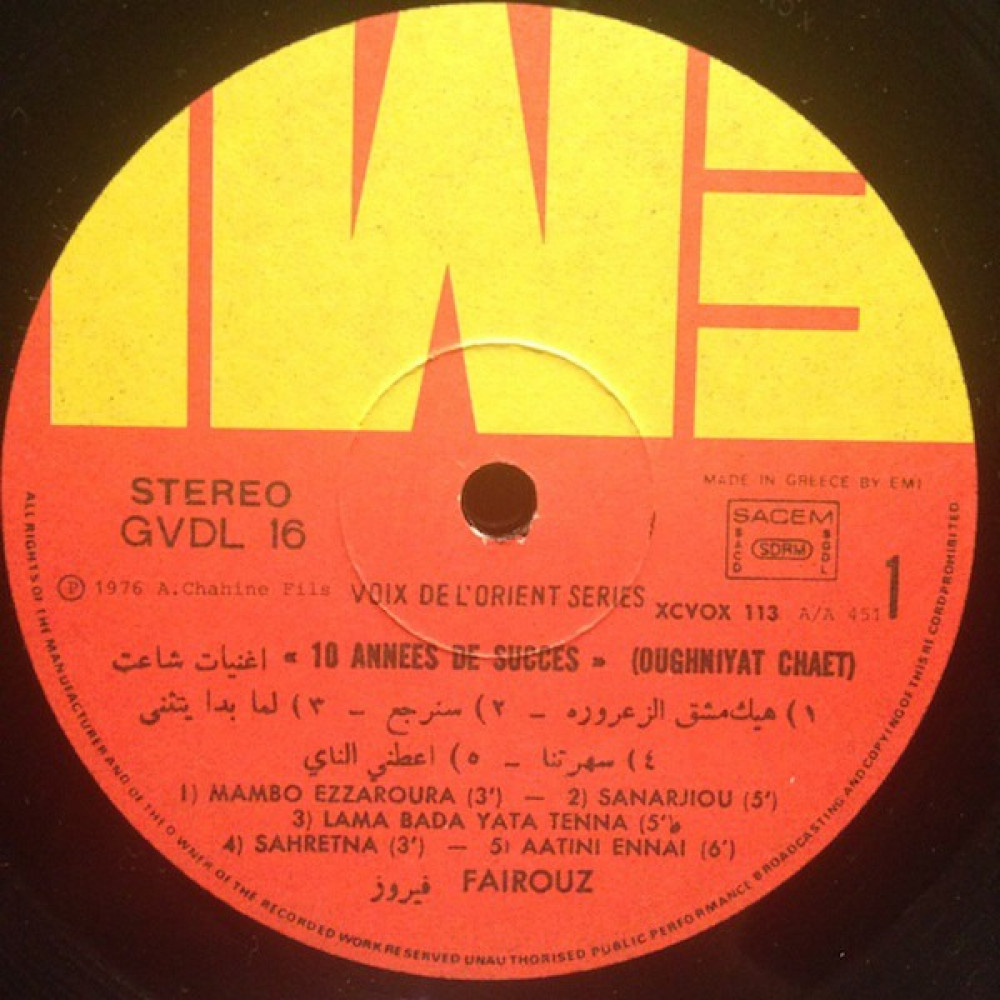 STEREO
GVDL 16
MADE IN GREECE BY EMI
SACEM
SACD SDRM SGDL
1
Ⓟ 1976 A.Chahine Fils VOIX DE L'ORIENT SERIES XCVOX 113 A/A 451
اغنيات شاعت « 10 ANNEES DE SUCCES » (OUGHNIYAT CHAET)
١) هيك مشق الزعروره – ٢) سنرجع – ٣) لما بدا يتثنى
٤) سهرتنا – ٥) اعطني الناي
1) MAMBO EZZAROURA (3') — 2) SANARJIOU (5')
3) LAMA BADA YATA TENNA (5')
4) SAHRETNA (3') — 5) AATINI ENNAI (6')
فيروز FAIROUZ
ALL RIGHTS OF THE MANUFACTURER AND OF THE OWNER OF THE RECORDED WORK RESERVED UNAUTHORISED PUBLIC PERFORMANCE BROADCASTING AND COPYING OF THIS RECORD PROHIBITED